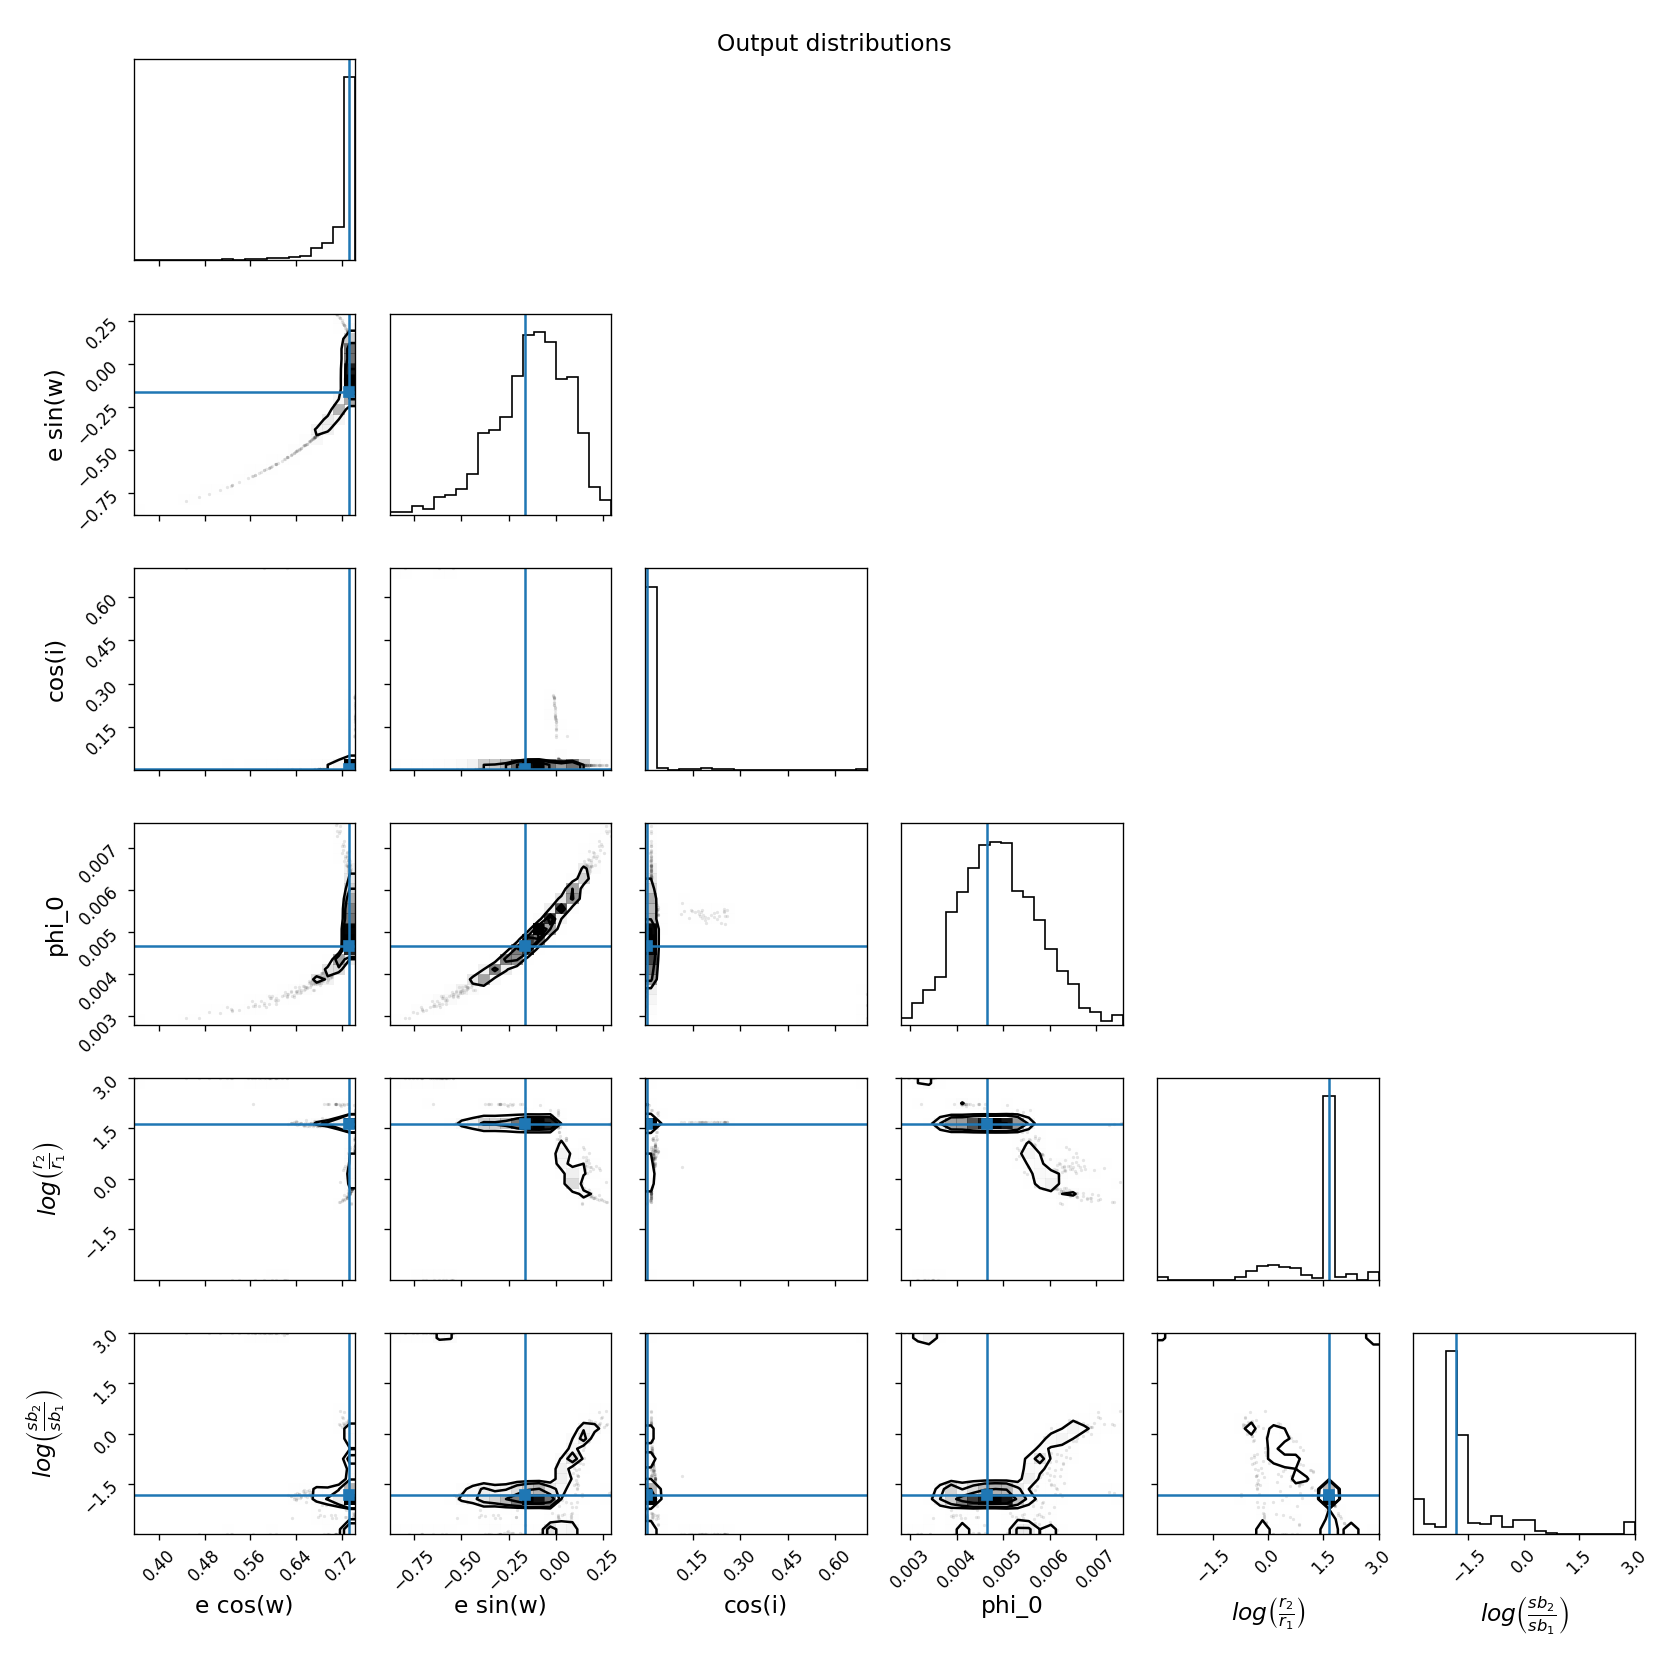 Output distributions
e sin(w)
0.25
0.00
−0.25
−0.50
−0.75
cos(i)
0.60
0.45
0.30
0.15
phi_0
0.007
0.006
0.005
0.004
0.003
log(r₂/r₁)
3.0
1.5
0.0
−1.5
log(sb₂/sb₁)
3.0
1.5
0.0
−1.5
0.40 0.48 0.56 0.64 0.72 −0.75 −0.50 −0.25 0.00 0.25 0.15 0.30 0.45 0.60 0.003 0.004 0.005 0.006 0.007 −1.5 0.0 1.5 3.0 −1.5 0.0 1.5 3.0
e cos(w) e sin(w) cos(i) phi_0 log(r₂/r₁) log(sb₂/sb₁)